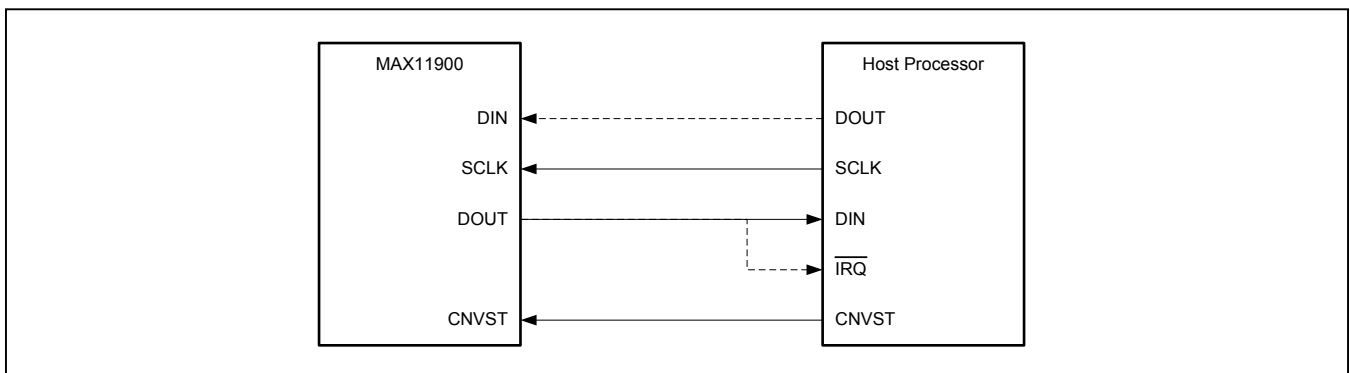 MAX11900
Host Processor
DIN
DOUT
SCLK
SCLK
DOUT
DIN
IRQ
CNVST
CNVST